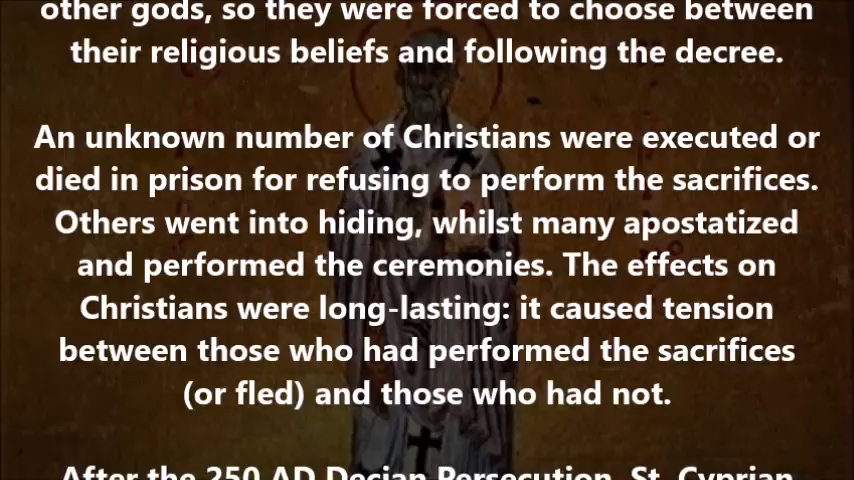 other gods, so they were forced to choose between
their religious beliefs and following the decree.
An unknown number of Christians were executed or
died in prison for refusing to perform the sacrifices.
Others went into hiding, whilst many apostatized
and performed the ceremonies. The effects on
Christians were long-lasting: it caused tension
between those who had performed the sacrifices
(or fled) and those who had not.
After the 250 AD Decian Persecution, St. Cyprian